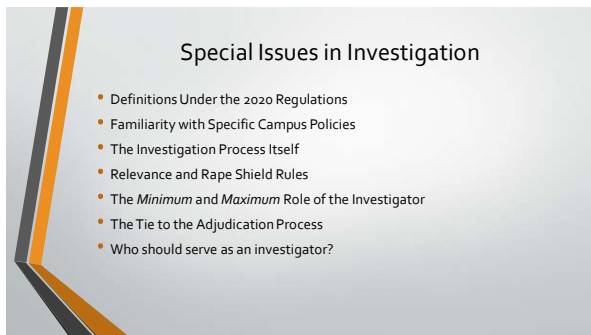 Special Issues in Investigation
• Definitions Under the 2020 Regulations
• Familiarity with Specific Campus Policies
• The Investigation Process Itself
• Relevance and Rape Shield Rules
• The Minimum and Maximum Role of the Investigator
• The Tie to the Adjudication Process
• Who should serve as an investigator?